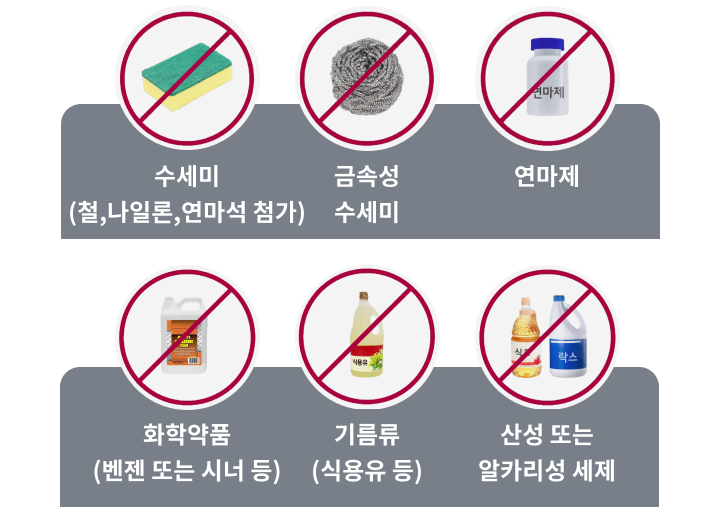 연마제
수세미
(철,나일론,연마석 첨가)
금속성
수세미
연마제
식용유
락스
화학약품
(벤젠 또는 시너 등)
기름류
(식용유 등)
산성 또는
알카리성 세제